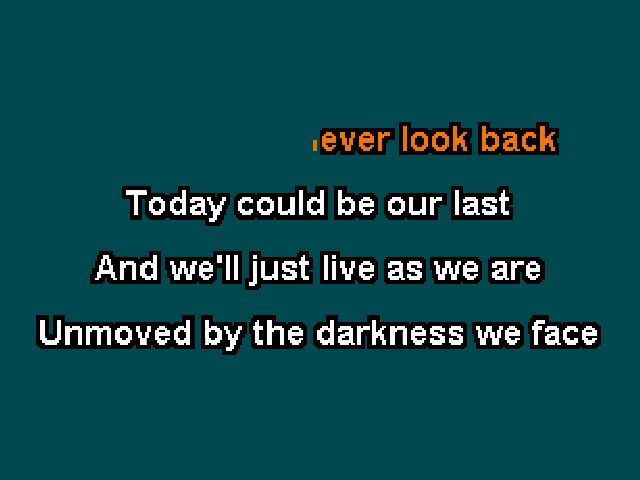 ever look back
Today could be our last
And we'll just live as we are
Unmoved by the darkness we face